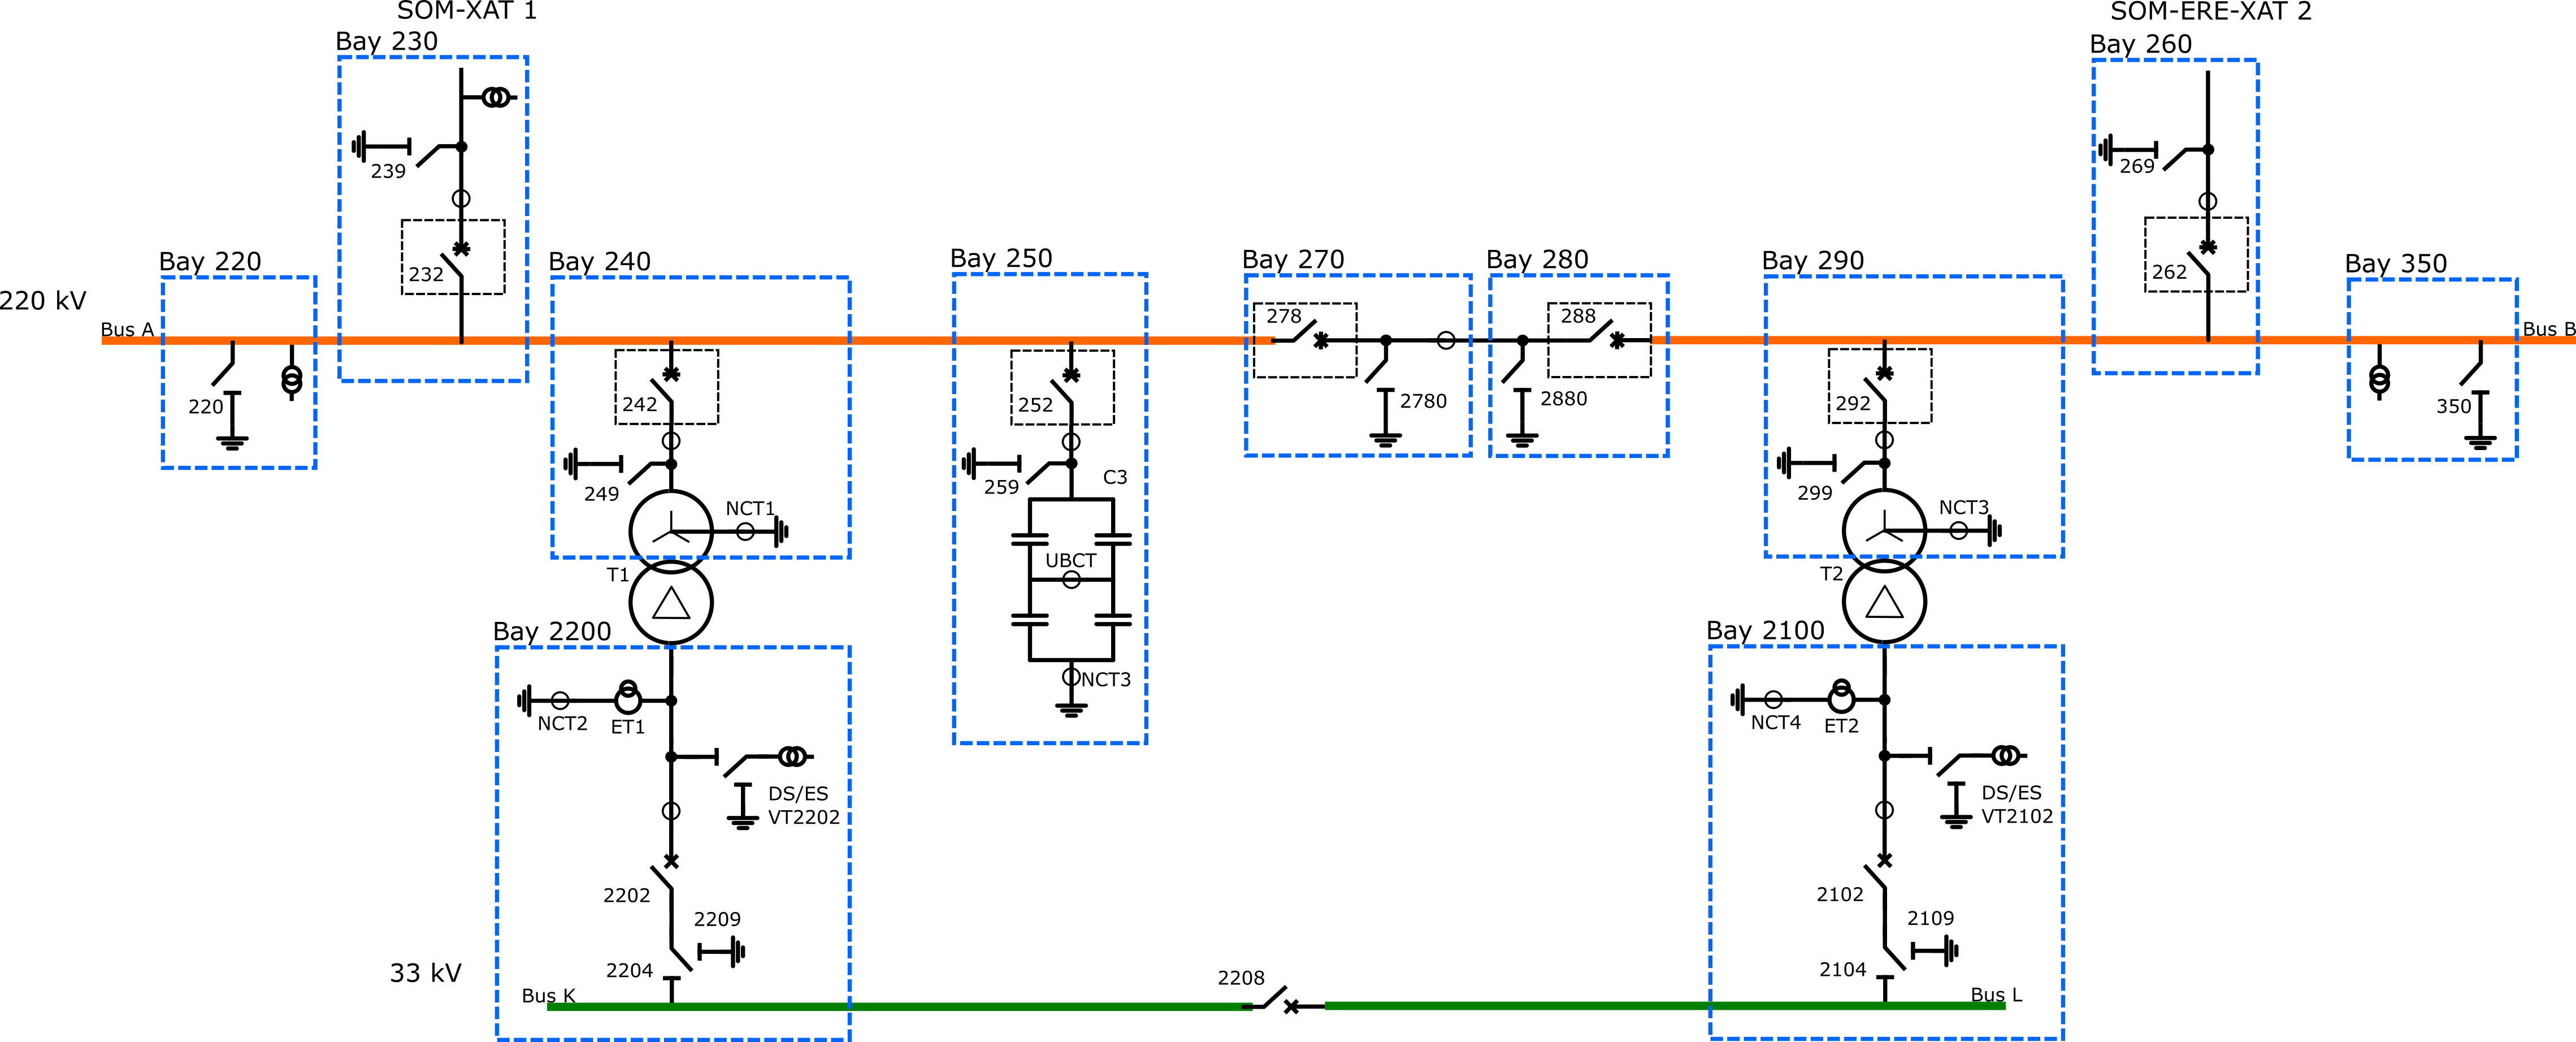 SOM-XAT 1
SOM-ERE-XAT 2
Bay 230
Bay 260
239
269
232
262
Bay 220
Bay 240
Bay 250
Bay 270
Bay 280
Bay 290
Bay 350
220 kV
Bus A
Bus B
278
288
220
242
252
2780
2880
292
350
249
259
C3
299
NCT1
NCT3
UBCT
T1
T2
Bay 2200
Bay 2100
NCT3
NCT2
ET1
NCT4
ET2
DS/ES
VT2202
DS/ES
VT2102
2202
2102
2209
2109
2204
2104
33 kV
2208
Bus K
Bus L